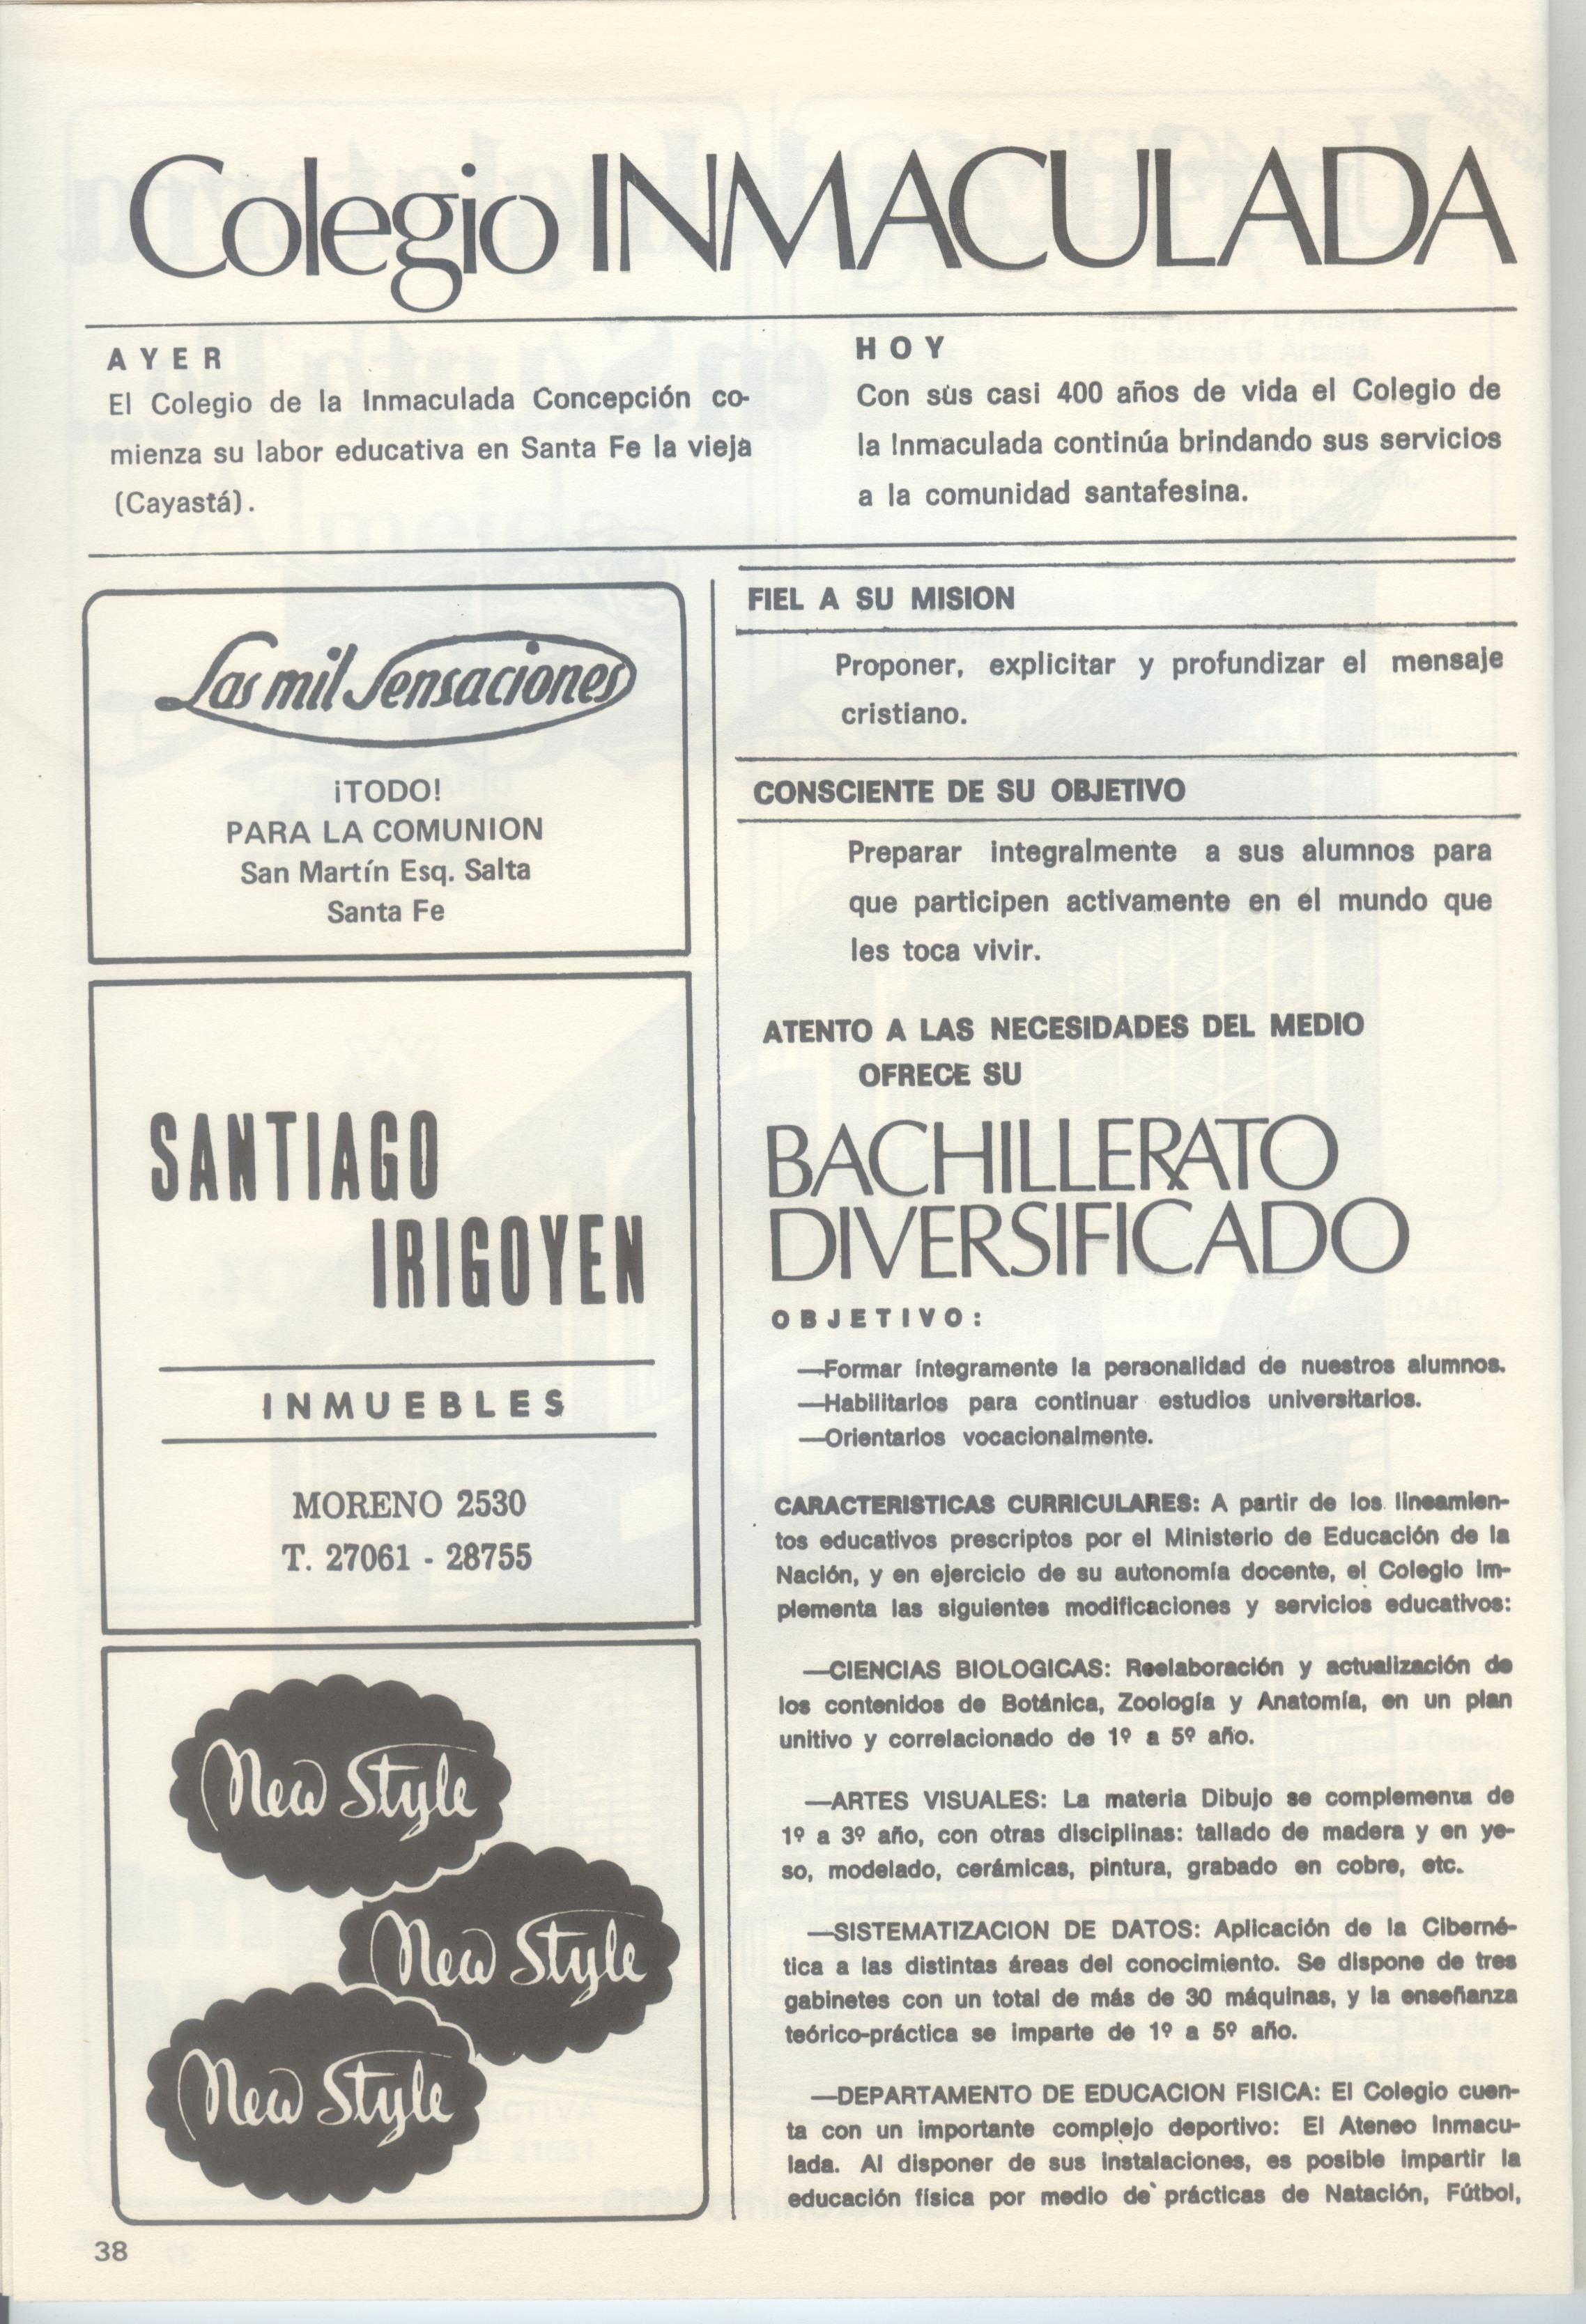 Colegio INMACULADA
AYER
El Colegio de la Inmaculada Concepción co-
mienza su labor educativa en Santa Fe la vieja
(Cayastá).
HOY
Con sus casi 400 años de vida el Colegio de
la Inmaculada continúa brindando sus servicios
a la comunidad santafesina.
Las mil Sensaciones
¡TODO!
PARA LA COMUNION
San Martín Esq. Salta
Santa Fe
SANTIAGO
IRIGOYEN
INMUEBLES
MORENO 2530
T. 27061 - 28755
New Style
New Style
New Style
FIEL A SU MISION
Proponer, explicitar y profundizar el mensaje
cristiano.
CONSCIENTE DE SU OBJETIVO
Preparar integralmente a sus alumnos para
que participen activamente en el mundo que
les toca vivir.
ATENTO A LAS NECESIDADES DEL MEDIO
OFRECE SU
BACHILLERATO
DIVERSIFICADO
OBJETIVO:
—Formar íntegramente la personalidad de nuestros alumnos.
—Habilitarlos para continuar estudios universitarios.
—Orientarlos vocacionalmente.
CARACTERISTICAS CURRICULARES: A partir de los lineamien-
tos educativos prescriptos por el Ministerio de Educación de la
Nación, y en ejercicio de su autonomía docente, el Colegio im-
plementa las siguientes modificaciones y servicios educativos:
—CIENCIAS BIOLOGICAS: Reelaboración y actualización de
los contenidos de Botánica, Zoología y Anatomía, en un plan
unitivo y correlacionado de 1º a 5º año.
—ARTES VISUALES: La materia Dibujo se complementa de
1º a 3º año, con otras disciplinas: tallado de madera y en ye-
so, modelado, cerámicas, pintura, grabado en cobre, etc.
—SISTEMATIZACION DE DATOS: Aplicación de la Ciberné-
tica a las distintas áreas del conocimiento. Se dispone de tres
gabinetes con un total de más de 30 máquinas, y la enseñanza
teórico-práctica se imparte de 1º a 5º año.
—DEPARTAMENTO DE EDUCACION FISICA: El Colegio cuen-
ta con un importante complejo deportivo: El Ateneo Inmacu-
lada. Al disponer de sus instalaciones, es posible impartir la
educación física por medio de prácticas de Natación, Fútbol,
38